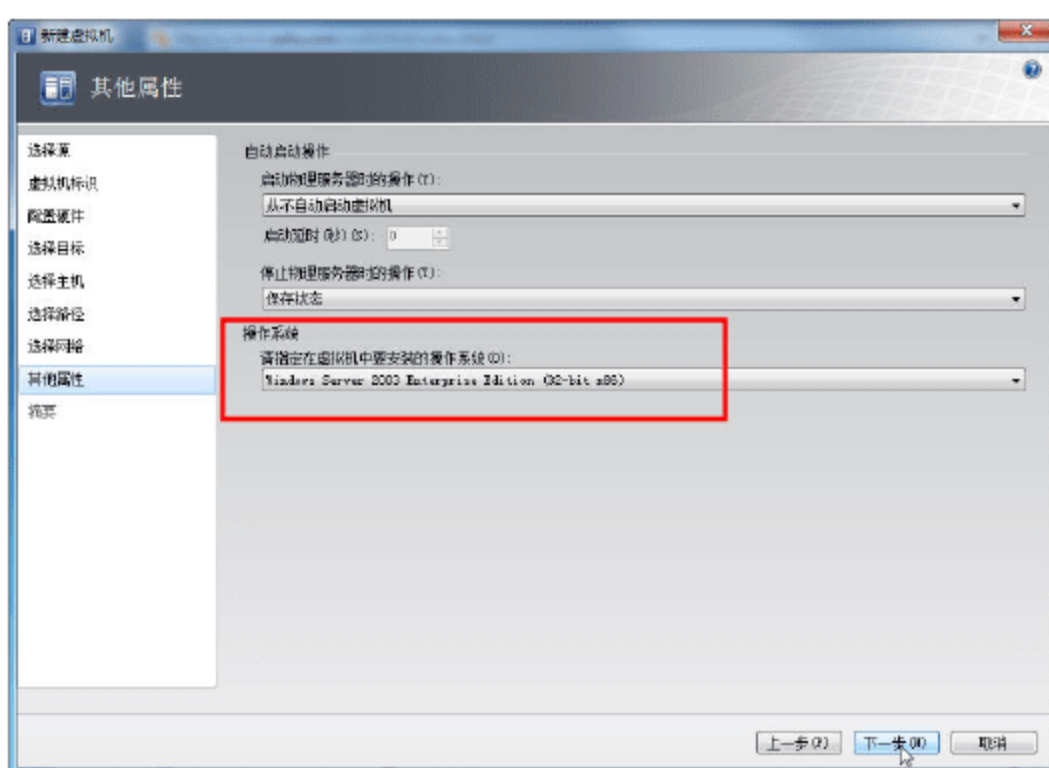 新建虚拟机
其他属性
选择源
虚拟机标识
配置硬件
选择目标
选择主机
选择路径
选择网络
其他属性
摘要
自动启动操作
启动物理服务器时的操作(T):
从不自动启动虚拟机
启动延时(秒)(S): 0
停止物理服务器时的操作(T):
保存状态
操作系统
请指定在虚拟机中要安装的操作系统(O):
Windows Server 2003 Enterprise Edition (32-bit x86)
上一步(P) 下一步(N) 取消